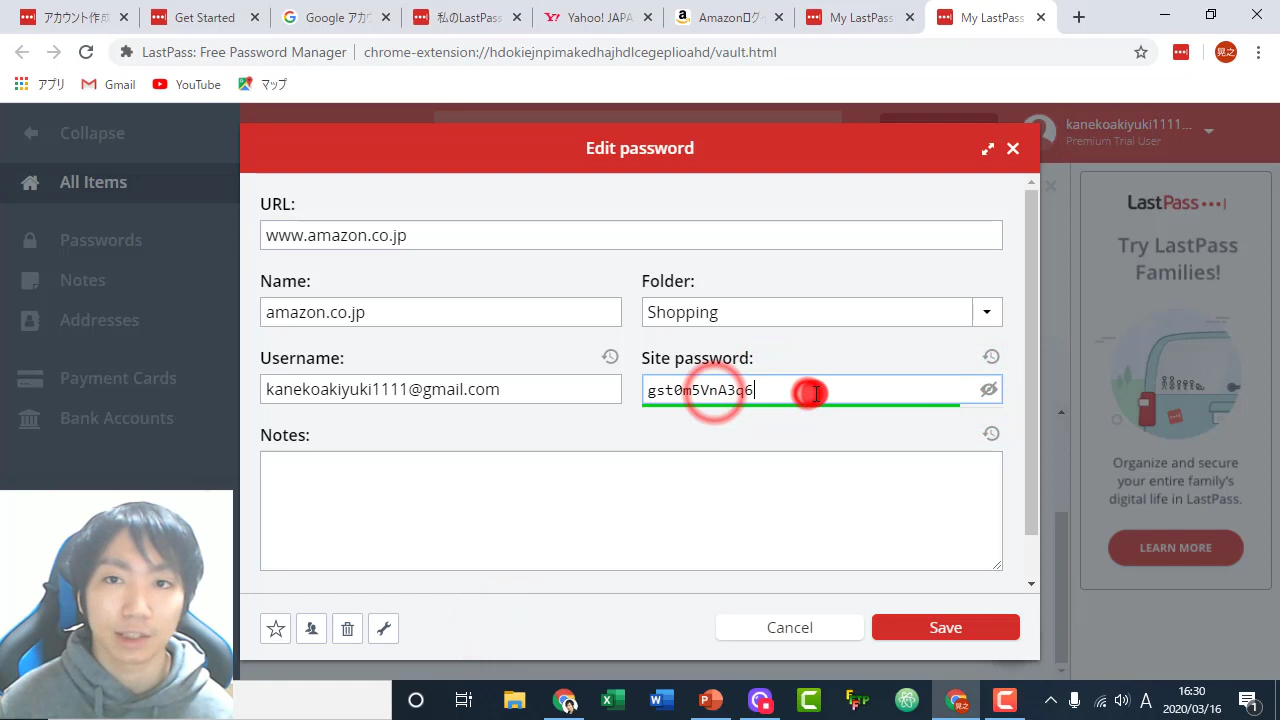 アカウント作成
Get Started
Google アカウ
私のLastPass
Yahoo! JAPA
Amazonログイ
My LastPass
My LastPass
LastPass: Free Password Manager
chrome-extension://hdokiejnpimakedhajhdlcegeplioahd/vault.html
晃之
アプリ
Gmail
YouTube
マップ
Collapse
All Items
Passwords
Notes
Addresses
Payment Cards
Bank Accounts
Edit password
kanekoakiyuki1111...
Premium Trial User
URL:
www.amazon.co.jp
Name:
amazon.co.jp
Folder:
Shopping
Username:
kanekoakiyuki1111@gmail.com
Site password:
gst0m5VnA3q6
Notes:
Cancel
Save
LastPass
Try LastPass
Families!
Organize and secure
your entire family's
digital life in LastPass.
LEARN MORE
A
16:30
2020/03/16